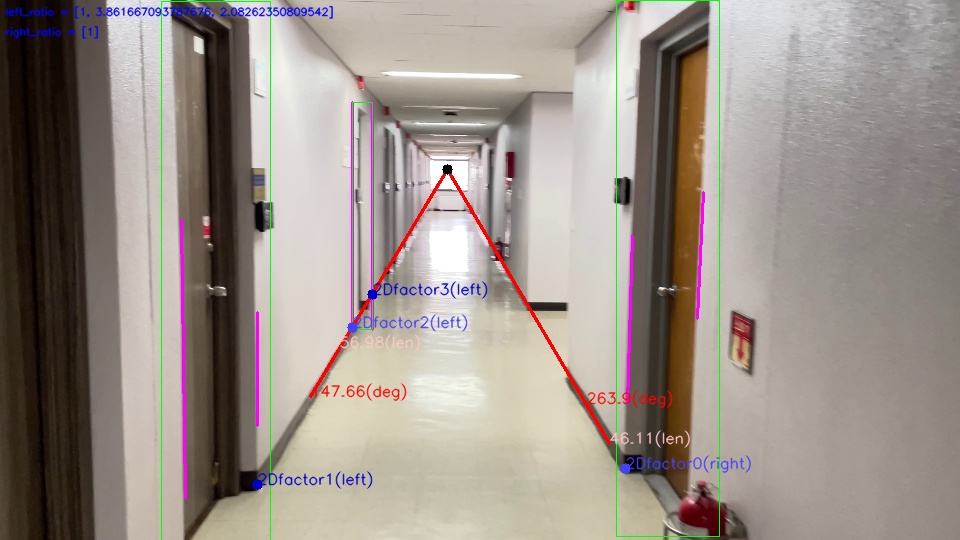 left_ratio = [1, 3.861667093787676, 2.08262350809542]
right_ratio = [1]
2Dfactor3(left)
2Dfactor2(left)
56.98(len)
147.66(deg)
263.9(deg)
46.11(len)
2Dfactor0(right)
2Dfactor1(left)